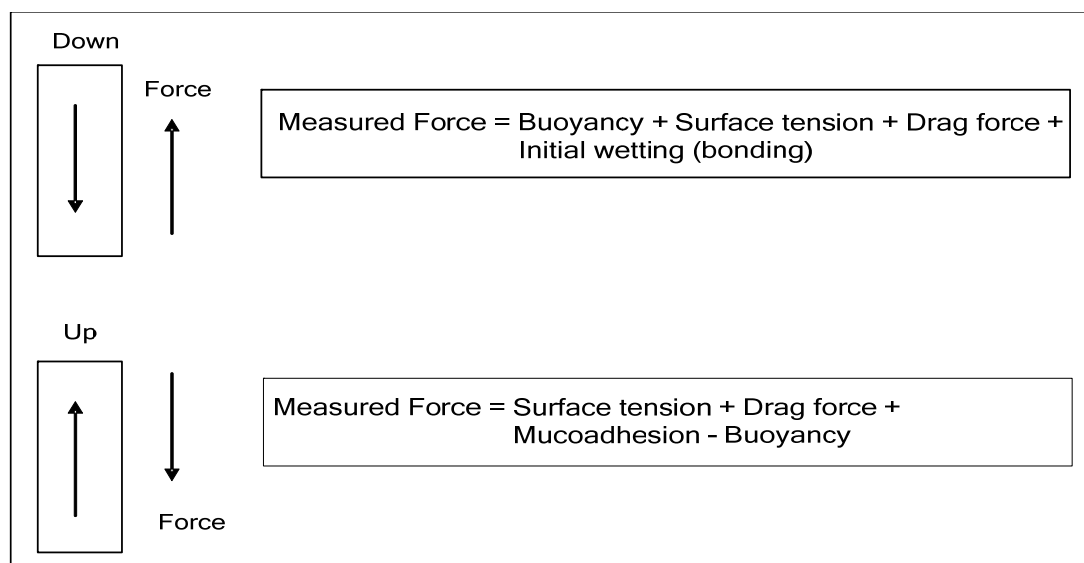 Down
Force
Measured Force = Buoyancy + Surface tension + Drag force +
Initial wetting (bonding)
Up
Measured Force = Surface tension + Drag force +
Mucoadhesion - Buoyancy
Force